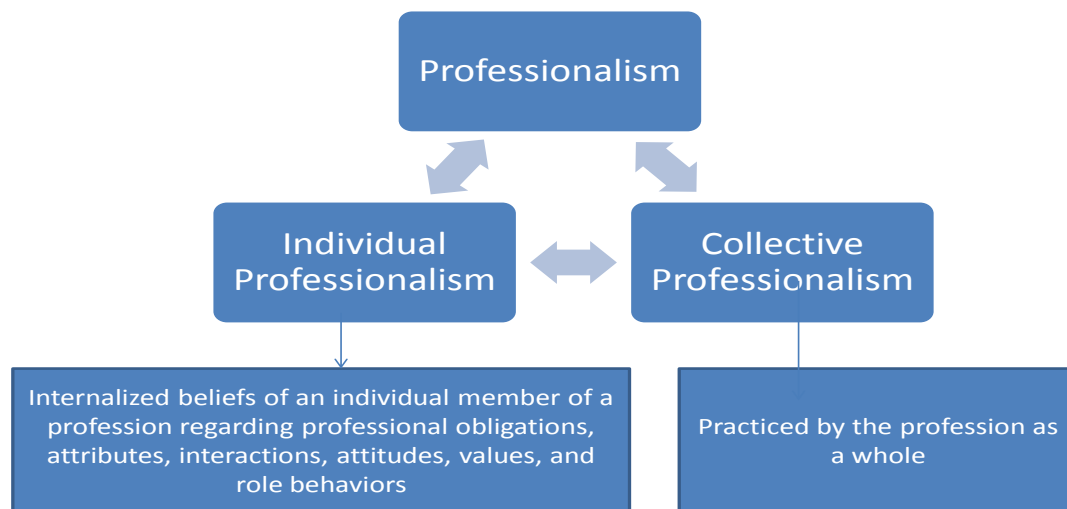 Professionalism
Individual
Professionalism
Collective
Professionalism
Internalized beliefs of an individual member of a
profession regarding professional obligations,
attributes, interactions, attitudes, values, and
role behaviors
Practiced by the profession as
a whole